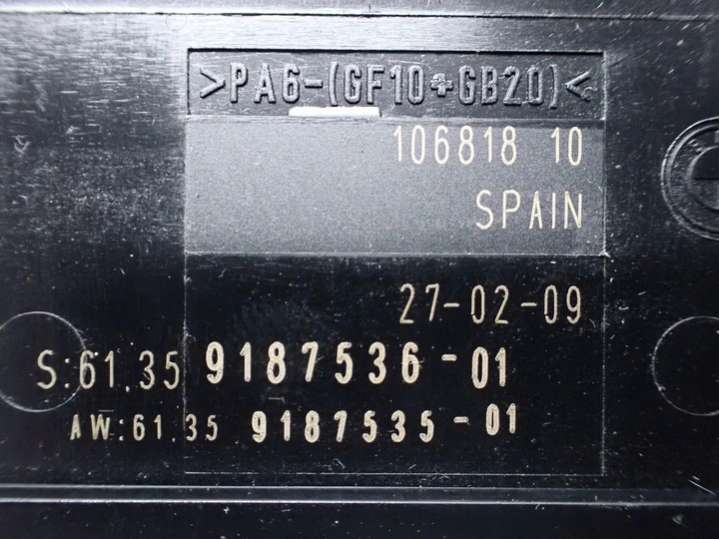 >PA6-(GF10+GB20)<
106818 10
SPAIN
27-02-09
S:61.35 9187536-01
AW:61.35 9187535-01